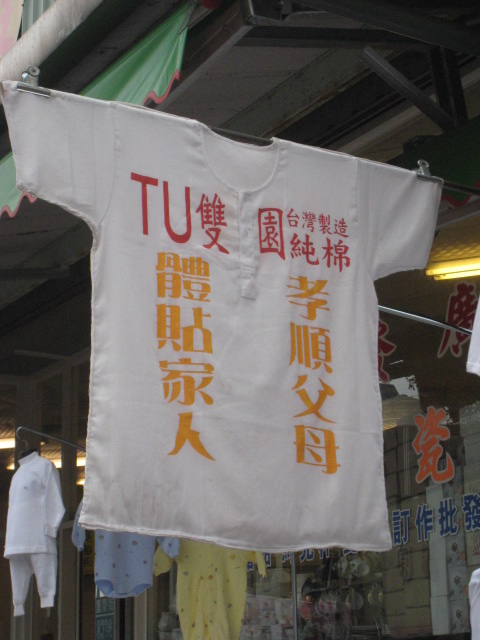 TU雙園台灣製造純棉
孝順父母
體貼家人
瓷
訂作批發